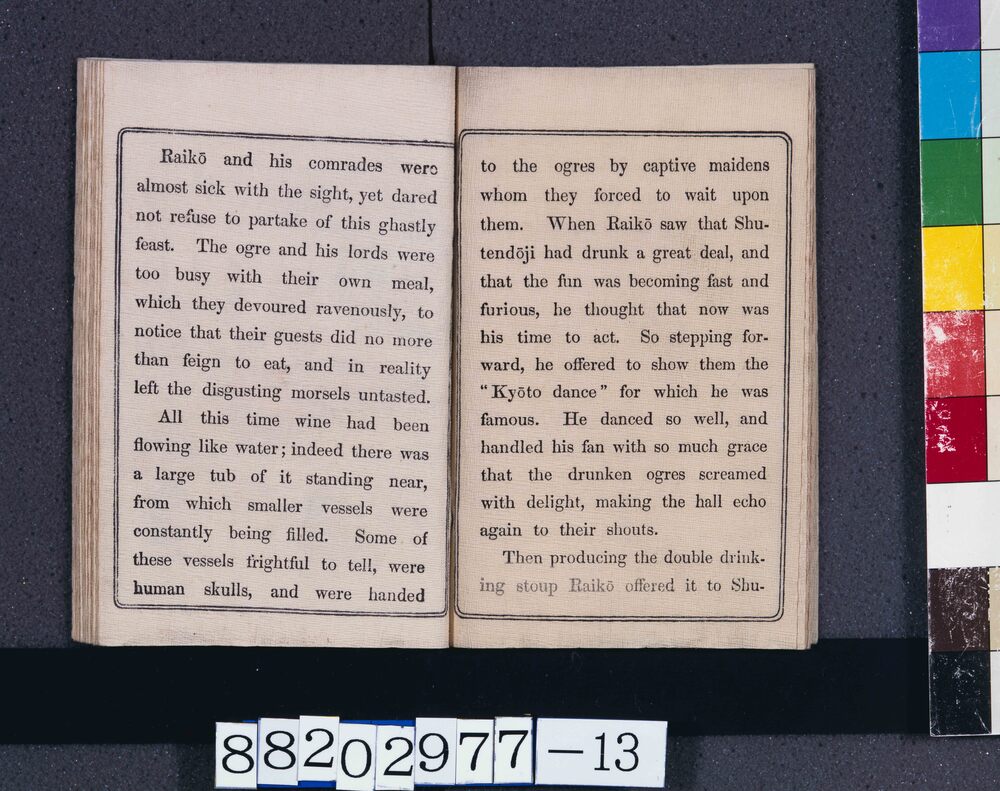 Raikō and his comrades were
almost sick with the sight, yet dared
not refuse to partake of this ghastly
feast. The ogre and his lords were
too busy with their own meal,
which they devoured ravenously, to
notice that their guests did no more
than feign to eat, and in reality
left the disgusting morsels untasted.
All this time wine had been
flowing like water; indeed there was
a large tub of it standing near,
from which smaller vessels were
constantly being filled. Some of
these vessels frightful to tell, were
human skulls, and were handed
to the ogres by captive maidens
whom they forced to wait upon
them. When Raikō saw that Shu-
tendōji had drunk a great deal, and
that the fun was becoming fast and
furious, he thought that now was
his time to act. So stepping for-
ward, he offered to show them the
“Kyōto dance” for which he was
famous. He danced so well, and
handled his fan with so much grace
that the drunken ogres screamed
with delight, making the hall echo
again to their shouts.
Then producing the double drink-
ing stoup Raikō offered it to Shu-
88202977-13